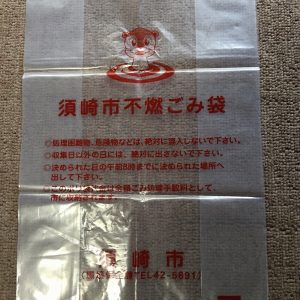 須崎市不燃ごみ袋
◎処理困難物、危険物などは、絶対に混入しないで下さい。
◎収集日以外の日には、絶対に出さないで下さい。
◎決められた日の午前8時までに決められた場所へ
出して下さい。
須崎市
TEL42-5891)